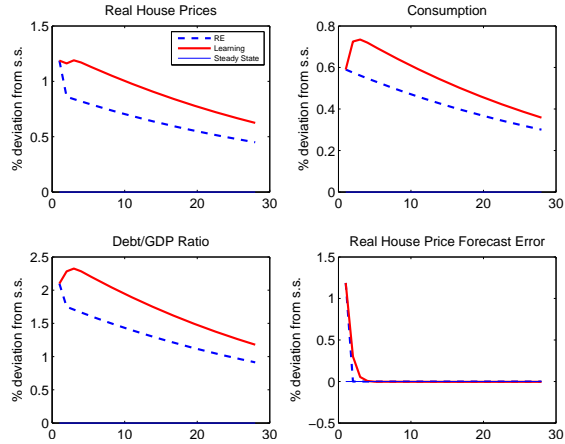 Real House Prices
% deviation from s.s.
1.5
1
0.5
0
0 10 20 30
RE
Learning
Steady State
Consumption
% deviation from s.s.
0.8
0.6
0.4
0.2
0
0 10 20 30
Debt/GDP Ratio
% deviation from s.s.
2.5
2
1.5
1
0.5
0
0 10 20 30
Real House Price Forecast Error
% deviation from s.s.
1.5
1
0.5
0
−0.5
0 10 20 30